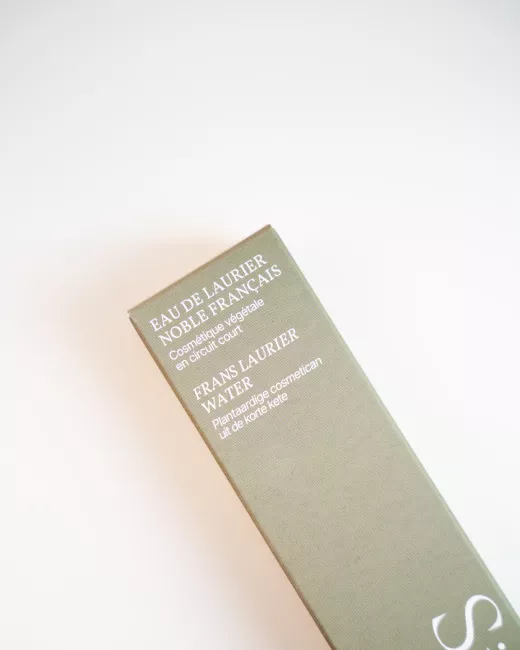 EAU DE LAURIER
NOBLE FRANÇAIS
Cosmétique végétale
en circuit court
FRANS LAURIER
WATER
Plantaardige cosmetican
uit de korte kete